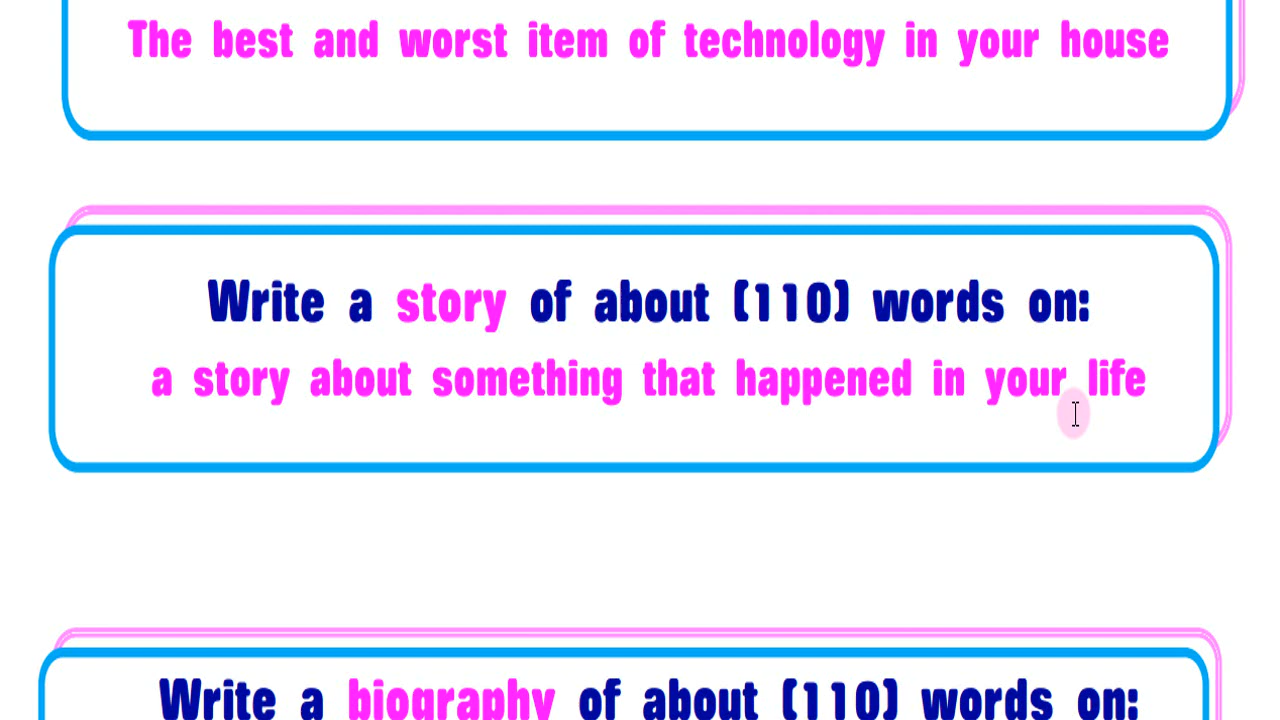 The best and worst item of technology in your house
Write a story of about (110) words on:
a story about something that happened in your life
Write a biography of about (110) words on: